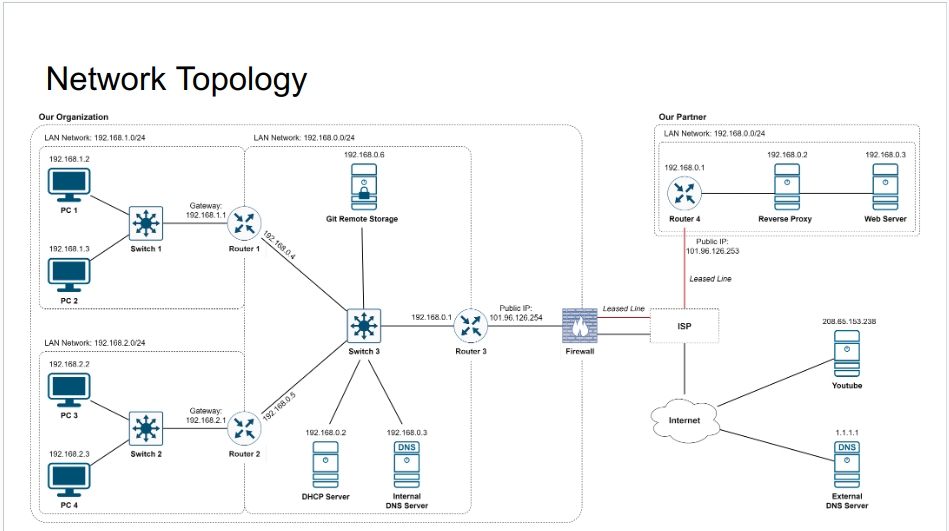 Network Topology
Our Organization
LAN Network: 192.168.1.0/24
LAN Network: 192.168.0.0/24
192.168.1.2
PC 1
192.168.1.3
PC 2
Switch 1
Gateway:
192.168.1.1
Router 1
192.168.0.4
192.168.0.6
Git Remote Storage
LAN Network: 192.168.2.0/24
192.168.2.2
PC 3
192.168.2.3
PC 4
Switch 2
Gateway:
192.168.2.1
Router 2
192.168.0.5
Switch 3
192.168.0.1
Router 3
Public IP:
101.96.126.254
Firewall
192.168.0.2
DHCP Server
192.168.0.3
DNS
Internal
DNS Server
Leased Line
ISP
Our Partner
LAN Network: 192.168.0.0/24
192.168.0.1
Router 4
192.168.0.2
Reverse Proxy
192.168.0.3
Web Server
Public IP:
101.96.126.253
Leased Line
Internet
208.65.153.238
Youtube
1.1.1.1
DNS
External
DNS Server